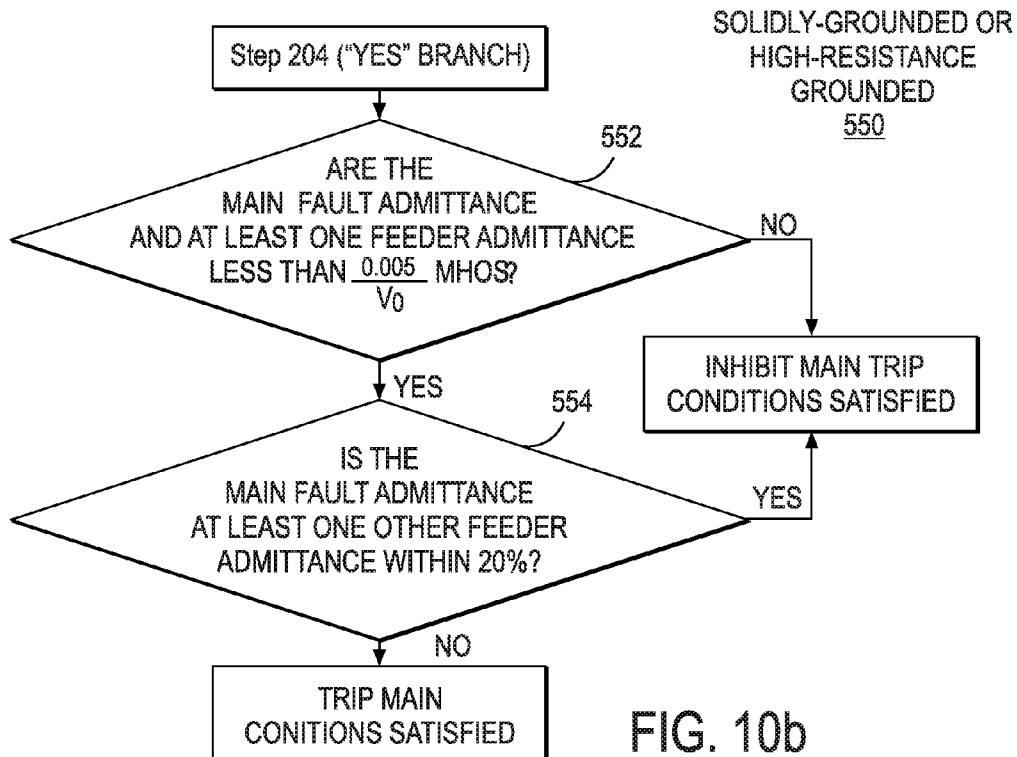 SOLIDLY-GROUNDED OR
HIGH-RESISTANCE
GROUNDED
550
Step 204 ("YES" BRANCH)
552
ARE THE
MAIN FAULT ADMITTANCE
AND AT LEAST ONE FEEDER ADMITTANCE
LESS THAN 0.005/V0 MHOS?
NO
INHIBIT MAIN TRIP
CONDITIONS SATISFIED
YES
554
IS THE
MAIN FAULT ADMITTANCE
AT LEAST ONE OTHER FEEDER
ADMITTANCE WITHIN 20%?
YES
NO
TRIP MAIN
CONITIONS SATISFIED
FIG. 10b